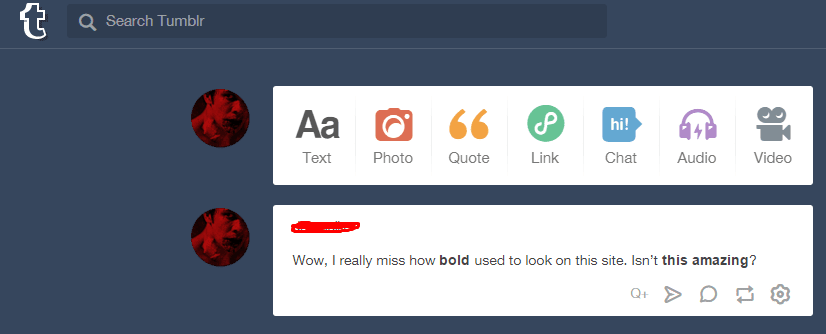 t
Search Tumblr
Aa
hi!
Text
Photo
Quote
Link
Chat
Audio
Video
Wow, I really miss how bold used to look on this site. Isn't this amazing?
Q+